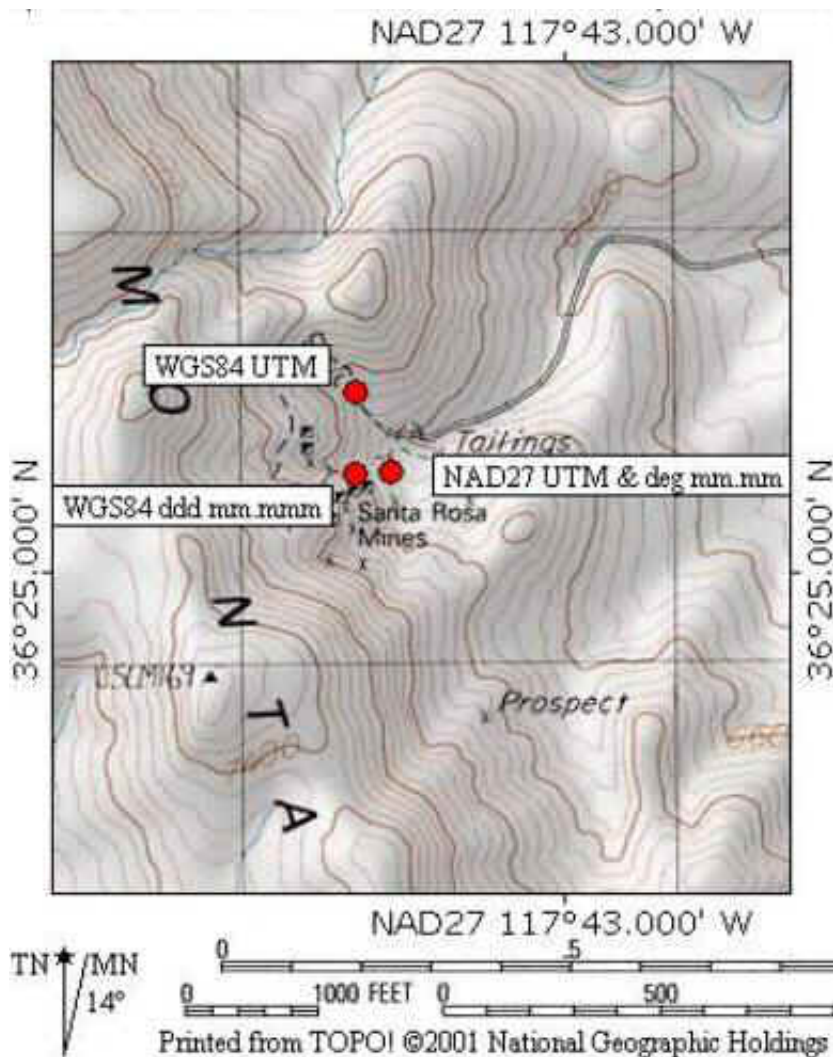 NAD27 117°43.000' W
M
O
WGS84 UTM
Tailings
NAD27 UTM & deg mm.mm
WGS84 ddd mm.mmm
Santa Rosa
Mines
36°25.000' N
36°25.000' N
N
Prospect
T
A
NAD27 117°43.000' W
TN
MN
14°
0 .5
0 1000 FEET 0 500
Printed from TOPO! ©2001 National Geographic Holdings